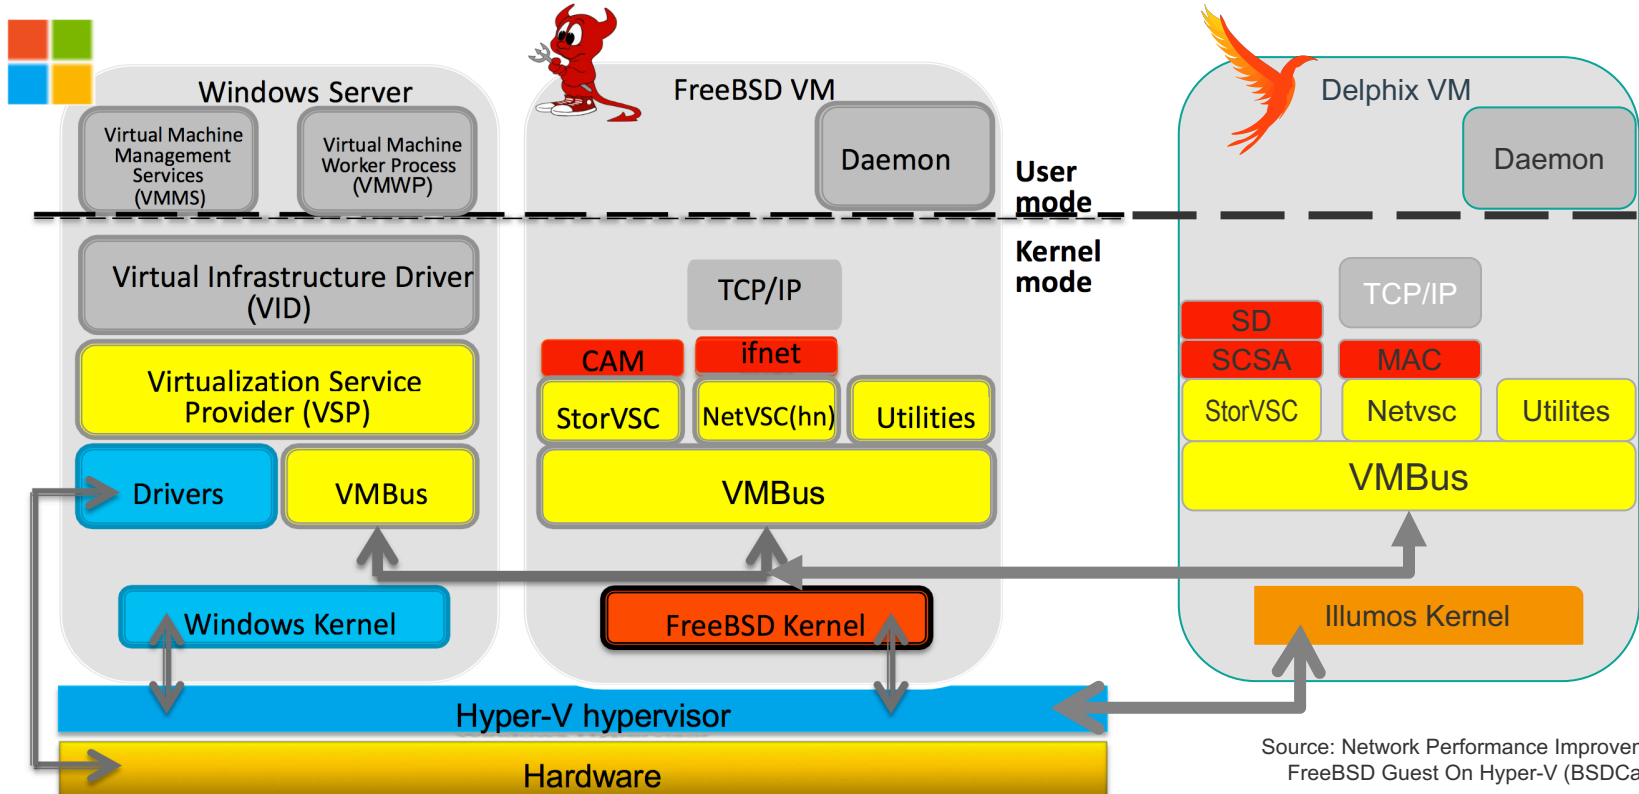 Windows Server
Virtual Machine
Management
Services
(VMMS)
Virtual Machine
Worker Process
(VMWP)
Virtual Infrastructure Driver
(VID)
Virtualization Service
Provider (VSP)
Drivers
VMBus
Windows Kernel
FreeBSD VM
Daemon
TCP/IP
CAM
ifnet
StorVSC
NetVSC(hn)
Utilities
VMBus
FreeBSD Kernel
User
mode
Kernel
mode
Delphix VM
Daemon
TCP/IP
SD
SCSA
MAC
StorVSC
Netvsc
Utilites
VMBus
Illumos Kernel
Hyper-V hypervisor
Hardware
Source: Network Performance Improvem
FreeBSD Guest On Hyper-V (BSDCa